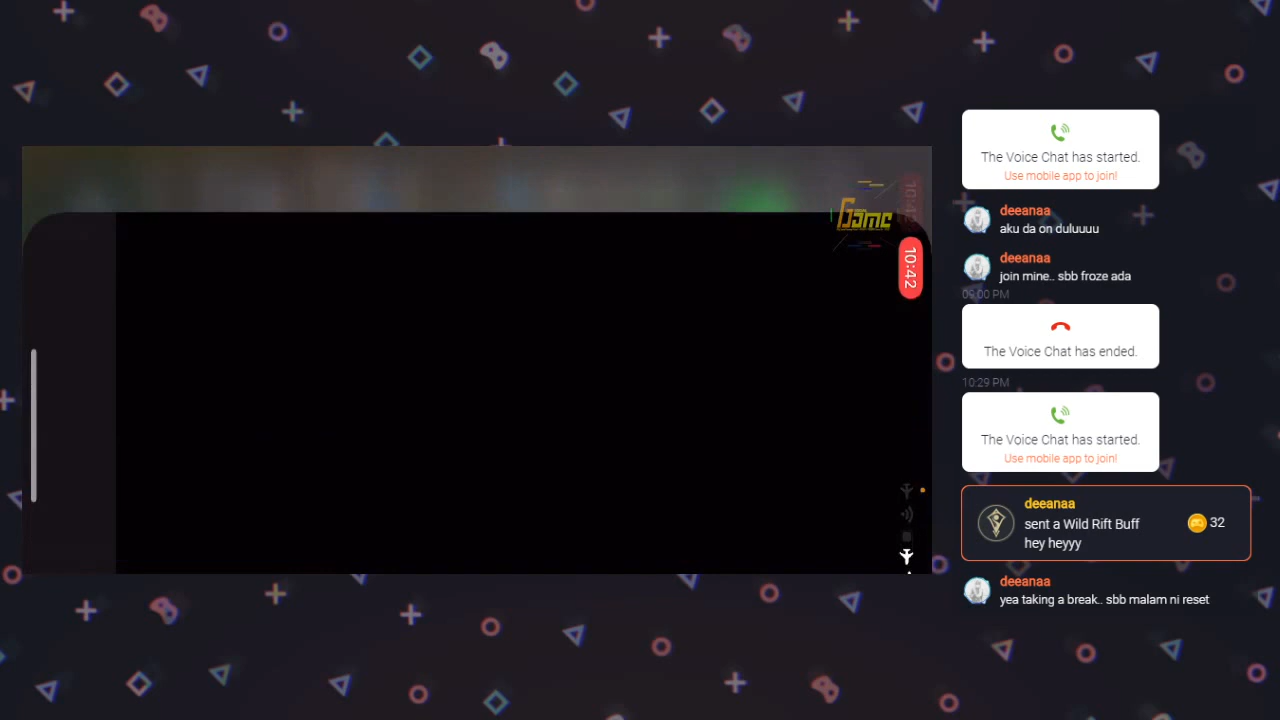 Game
10:42
10:42
The Voice Chat has started.
Use mobile app to join!
deeanaa
aku da on duluuuu
deeanaa
join mine.. sbb froze ada
09:00 PM
The Voice Chat has ended.
10:29 PM
The Voice Chat has started.
Use mobile app to join!
deeanaa
sent a Wild Rift Buff
32
hey heyyy
deeanaa
yea taking a break.. sbb malam ni reset